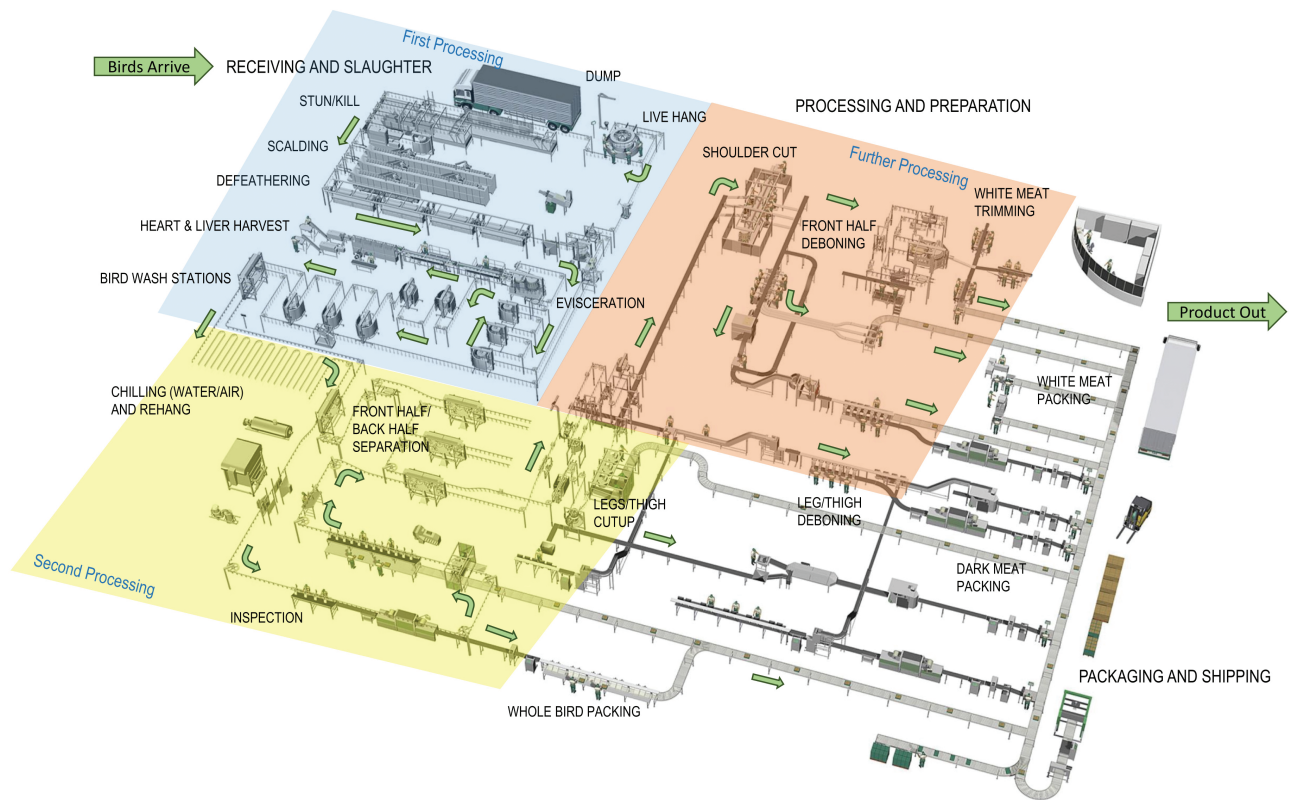 First Processing
Birds Arrive
RECEIVING AND SLAUGHTER
DUMP
STUN/KILL
LIVE HANG
PROCESSING AND PREPARATION
SCALDING
SHOULDER CUT
Further Processing
DEFEATHERING
WHITE MEAT
TRIMMING
HEART & LIVER HARVEST
FRONT HALF
DEBONING
BIRD WASH STATIONS
EVISCERATION
Product Out
CHILLING (WATER/AIR)
AND REHANG
FRONT HALF/
BACK HALF
SEPARATION
WHITE MEAT
PACKING
LEGS/THIGH
CUTUP
LEG/THIGH
DEBONING
Second Processing
DARK MEAT
PACKING
INSPECTION
PACKAGING AND SHIPPING
WHOLE BIRD PACKING